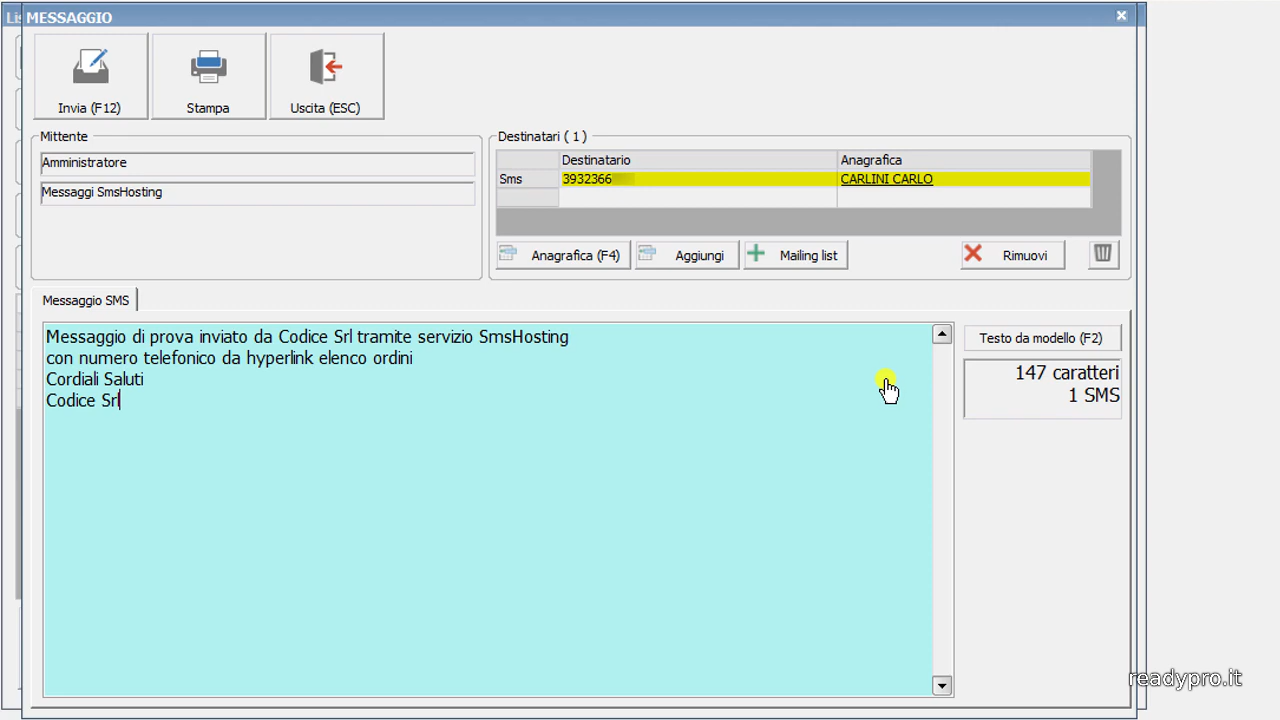 Lis
MESSAGGIO
Invia (F12)
Stampa
Uscita (ESC)
Mittente
Amministratore
Messaggi SmsHosting
Destinatari ( 1 )
Destinatario
Anagrafica
Sms
3932366
CARLINI CARLO
Anagrafica (F4)
Aggiungi
Mailing list
Rimuovi
Messaggio SMS
Messaggio di prova inviato da Codice Srl tramite servizio SmsHosting
con numero telefonico da hyperlink elenco ordini
Cordiali Saluti
Codice Srl
Testo da modello (F2)
147 caratteri
1 SMS
readypro.it